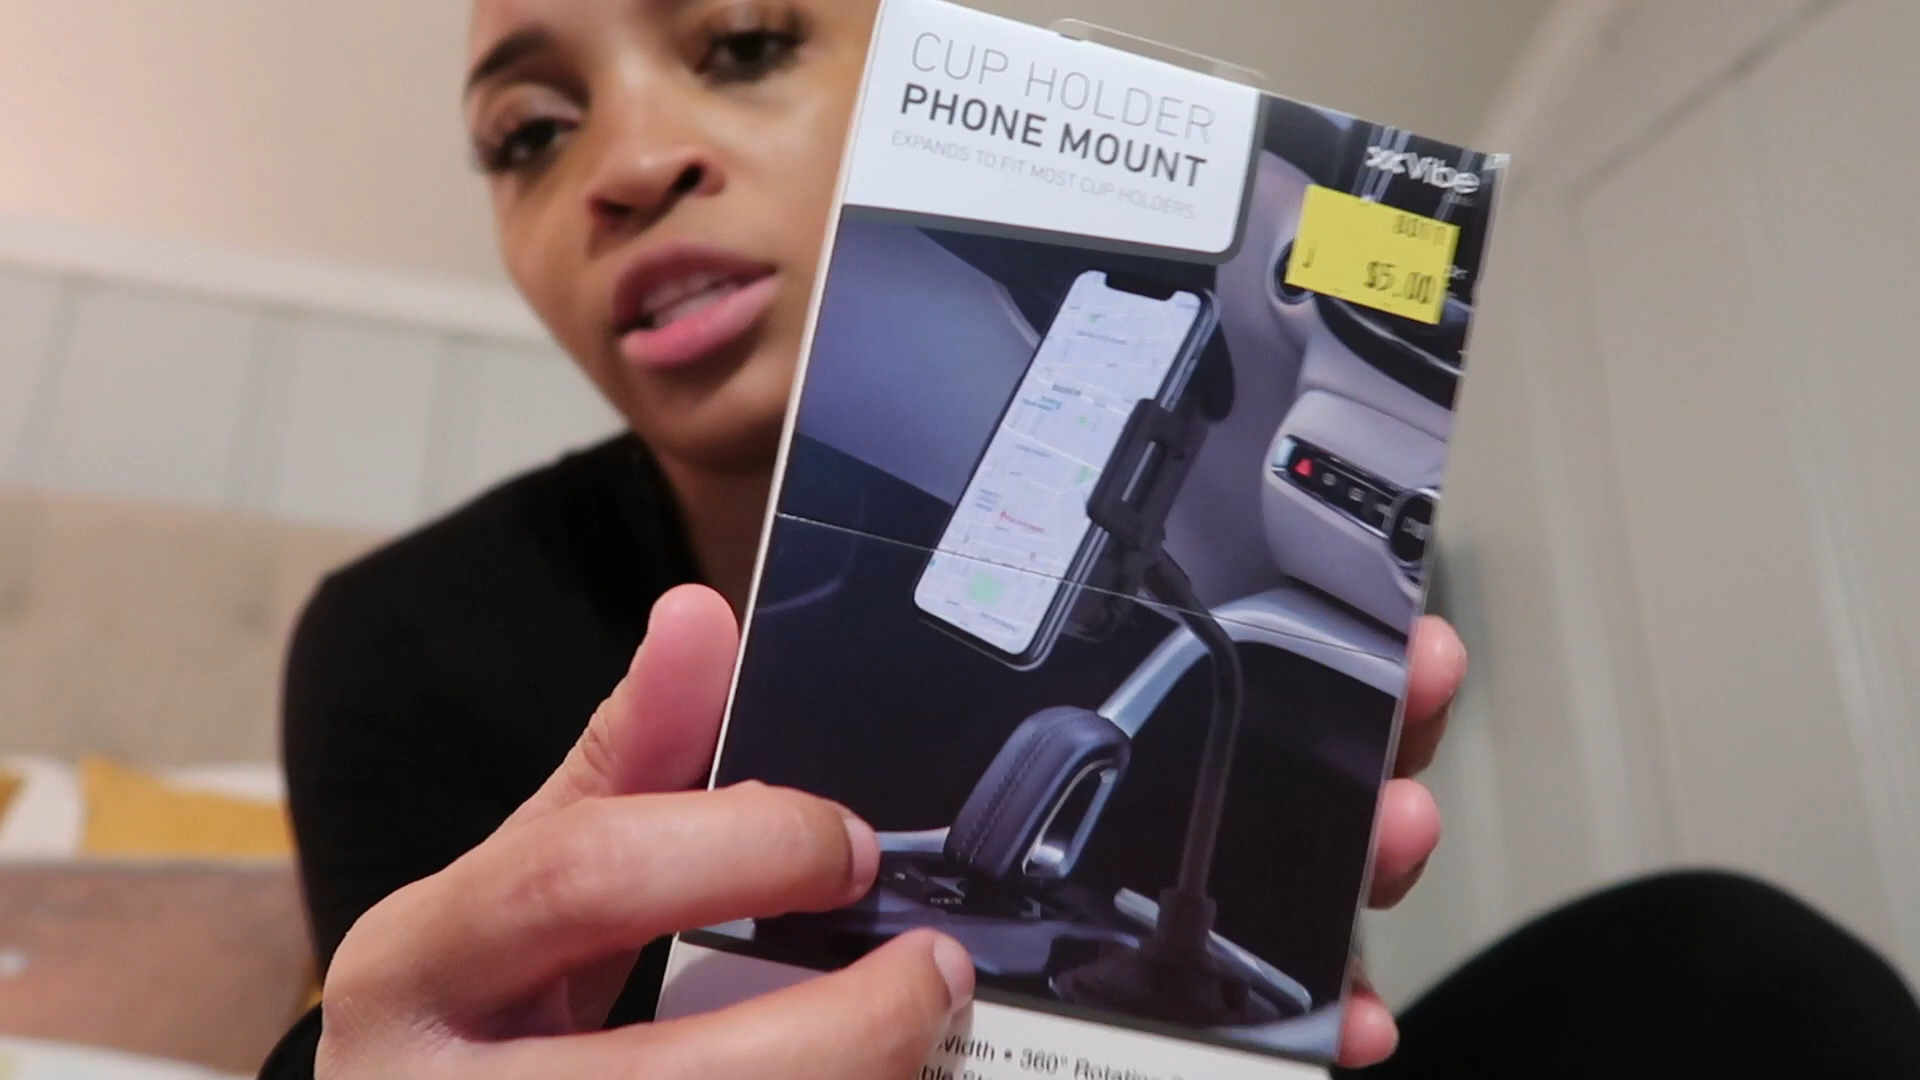 CUP HOLDER
PHONE MOUNT
EXPANDS TO FIT MOST CUP HOLDERS
Vibe
$5.00
Width • 360° Rotating